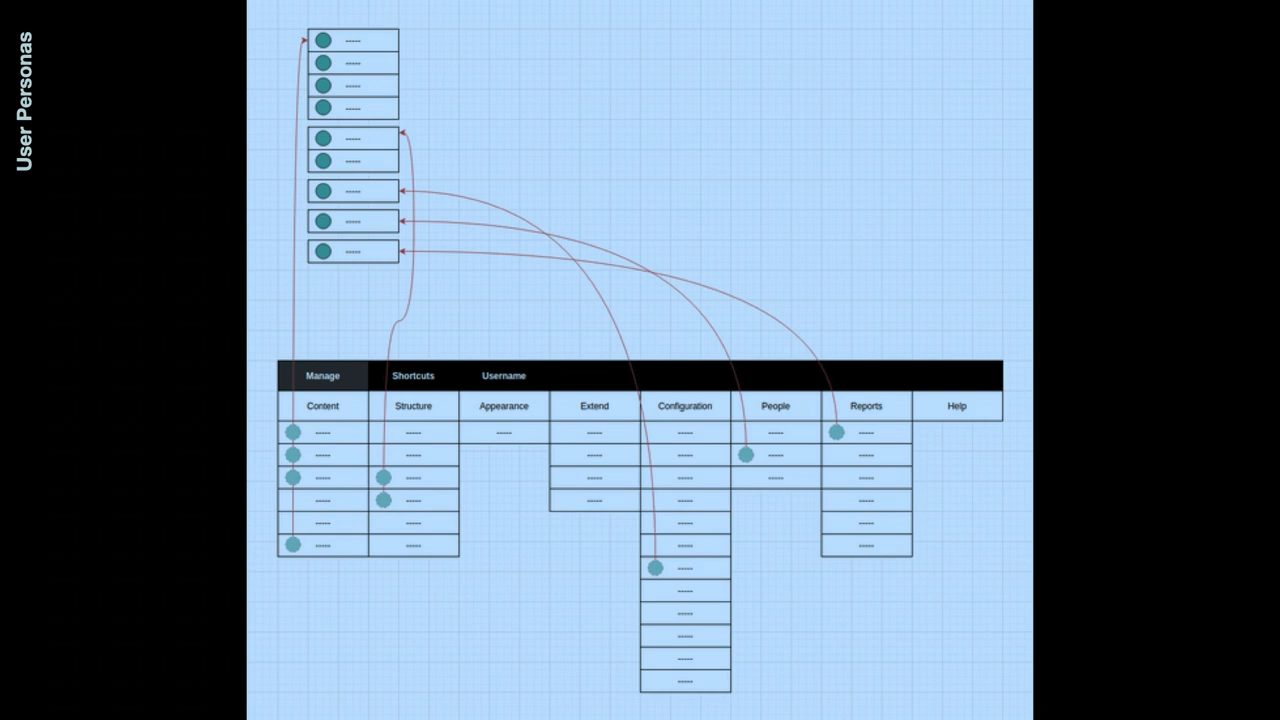 User Personas
-----
-----
-----
-----
-----
-----
-----
-----
-----
Manage Shortcuts Username
Content Structure Appearance Extend Configuration People Reports Help
----- ----- ----- ----- ----- ----- -----
----- ----- ----- ----- ----- -----
----- ----- ----- ----- ----- -----
----- ----- ----- ----- -----
----- ----- ----- -----
----- ----- ----- -----
-----
-----
-----
-----
-----
-----